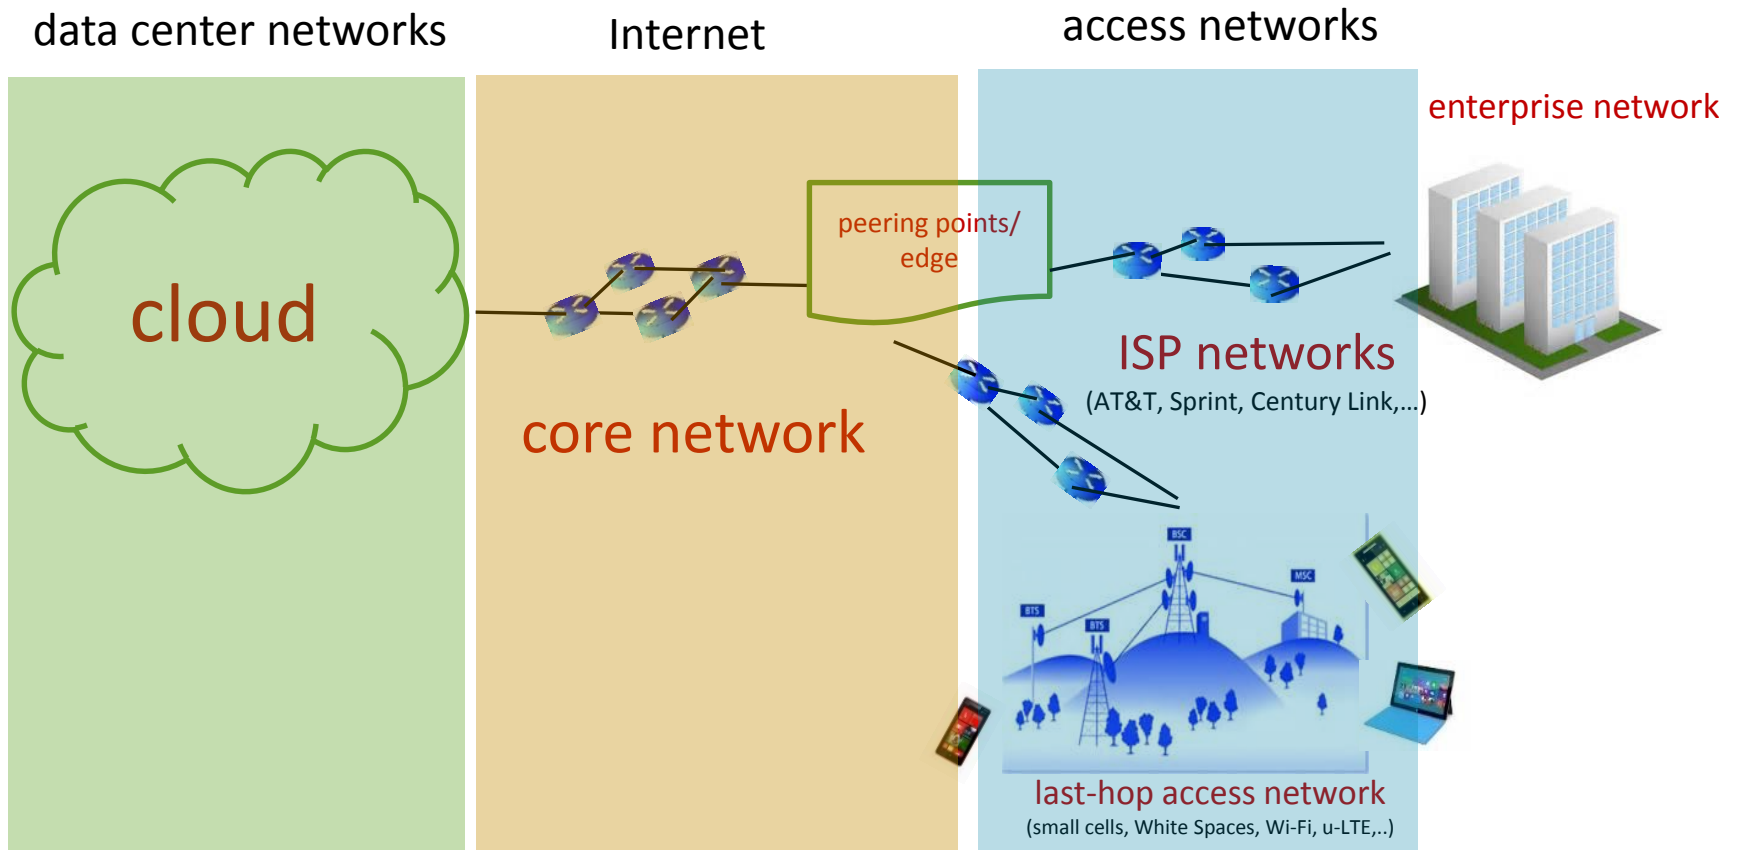 data center networks
Internet
access networks
enterprise network
peering points/
edge
cloud
ISP networks
(AT&T, Sprint, Century Link,...)
core network
BSC
MSC
BTS
BTS
last-hop access network
(small cells, White Spaces, Wi-Fi, u-LTE,..)